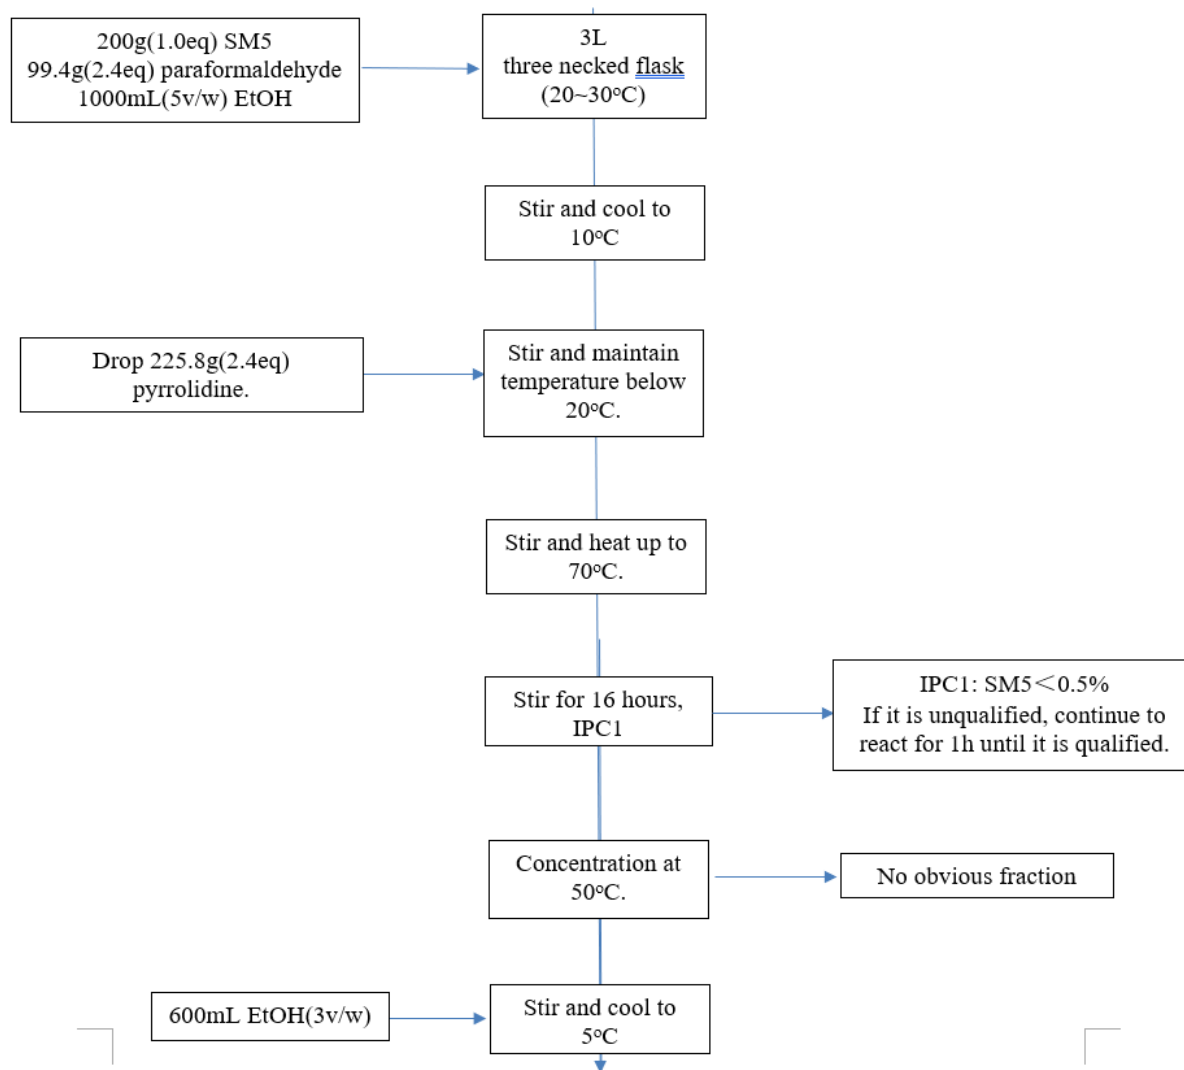 200g(1.0eq) SM5
99.4g(2.4eq) paraformaldehyde
1000mL(5v/w) EtOH
3L
three necked flask
(20~30°C)
Stir and cool to
10°C
Drop 225.8g(2.4eq)
pyrrolidine.
Stir and maintain
temperature below
20°C.
Stir and heat up to
70°C.
Stir for 16 hours,
IPC1
IPC1: SM5＜0.5%
If it is unqualified, continue to
react for 1h until it is qualified.
Concentration at
50°C.
No obvious fraction
600mL EtOH(3v/w)
Stir and cool to
5°C